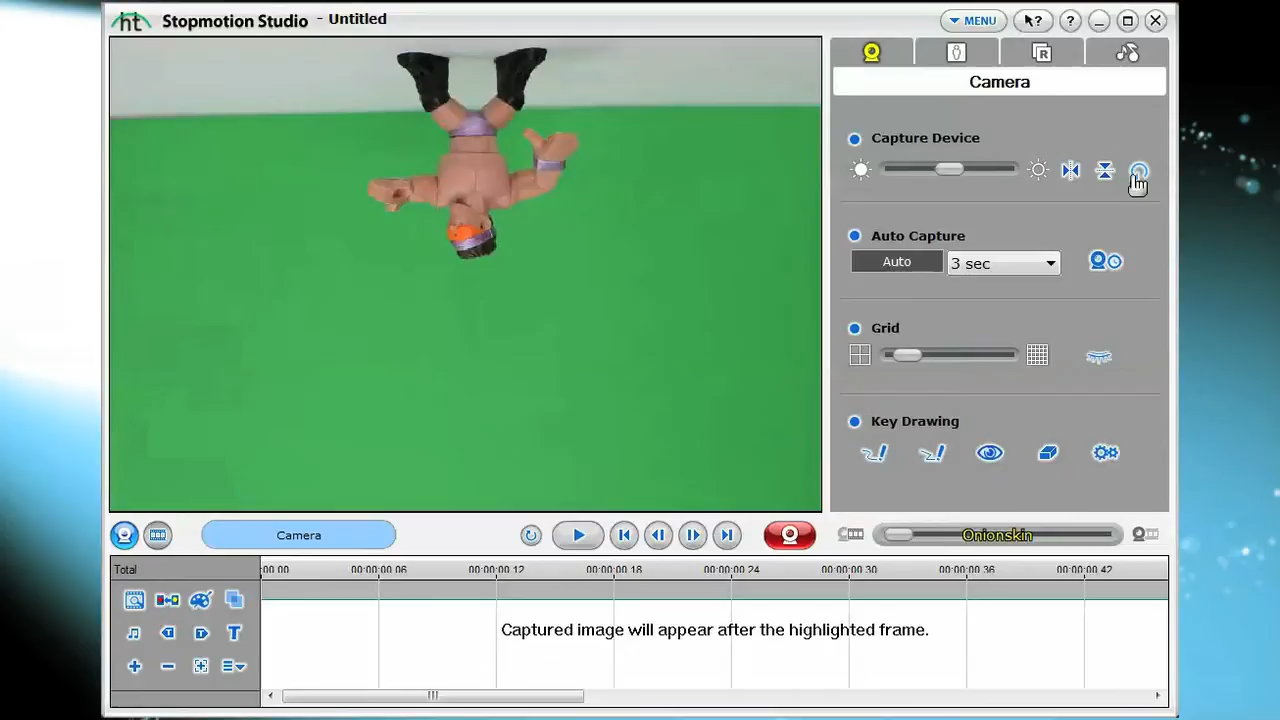 ht Stopmotion Studio - Untitled
MENU
?
?
Camera
Capture Device
Auto Capture
Auto 3 sec
Grid
Key Drawing
Camera
Onionskin
Total
:00.00 00:00:00.06 00:00:00.12 00:00:00.18 00:00:00.24 00:00:00.30 00:00:00.36 00:00:00.42
Captured image will appear after the highlighted frame.